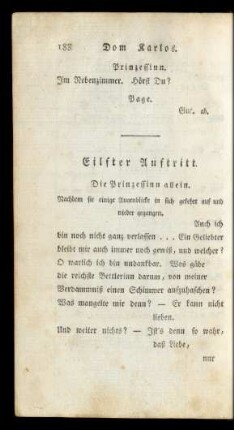 188 Dom Karlos.
Prinzessinn.
Im Nebenzimmer. Hörst Du?
Page.
ab.
Eilfter Auftritt.
Die Prinzessinn allein.
Nachdem sie einige Augenblicke in sich gekehrt auf und
nieder gegangen.
Auch ich
bin noch nicht ganz verlassen ... Ein Geliebter
bleibt mir auch immer noch gewiß, und welcher?
O warlich ich bin undankbar. Was gäbe
die reichste Bettlerinn darum, von meiner
Verdammniß einen Schimmer aufzuhaschen?
Was mangelte mir denn? — Er kann nicht
lieben.
Und weiter nichts? — Ist's denn so wahr,
daß Liebe,
nur